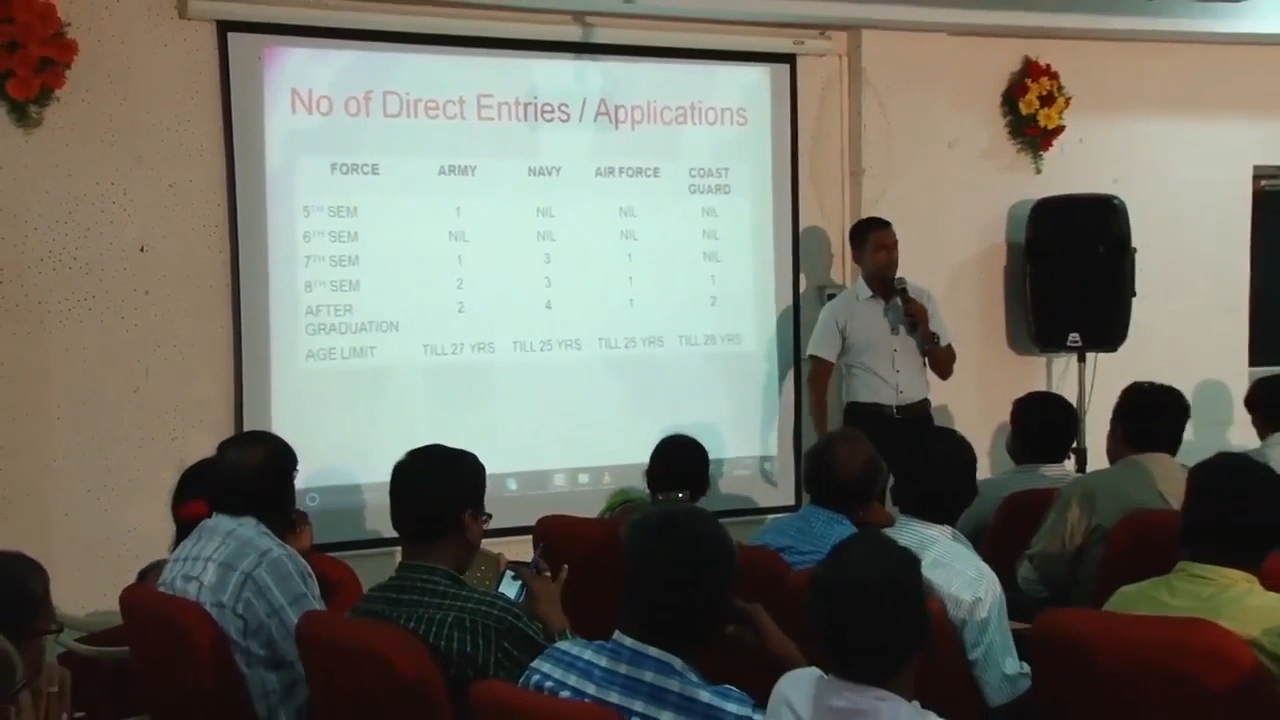 No of Direct Entries / Applications
FORCE ARMY NAVY AIR FORCE COAST GUARD
5TH SEM 1 NIL NIL NIL
6TH SEM NIL NIL NIL NIL
7TH SEM 1 3 1 NIL
8TH SEM 2 3 1 1
AFTER GRADUATION 2 4 1 2
AGE LIMIT TILL 27 YRS TILL 25 YRS TILL 25 YRS TILL YRS